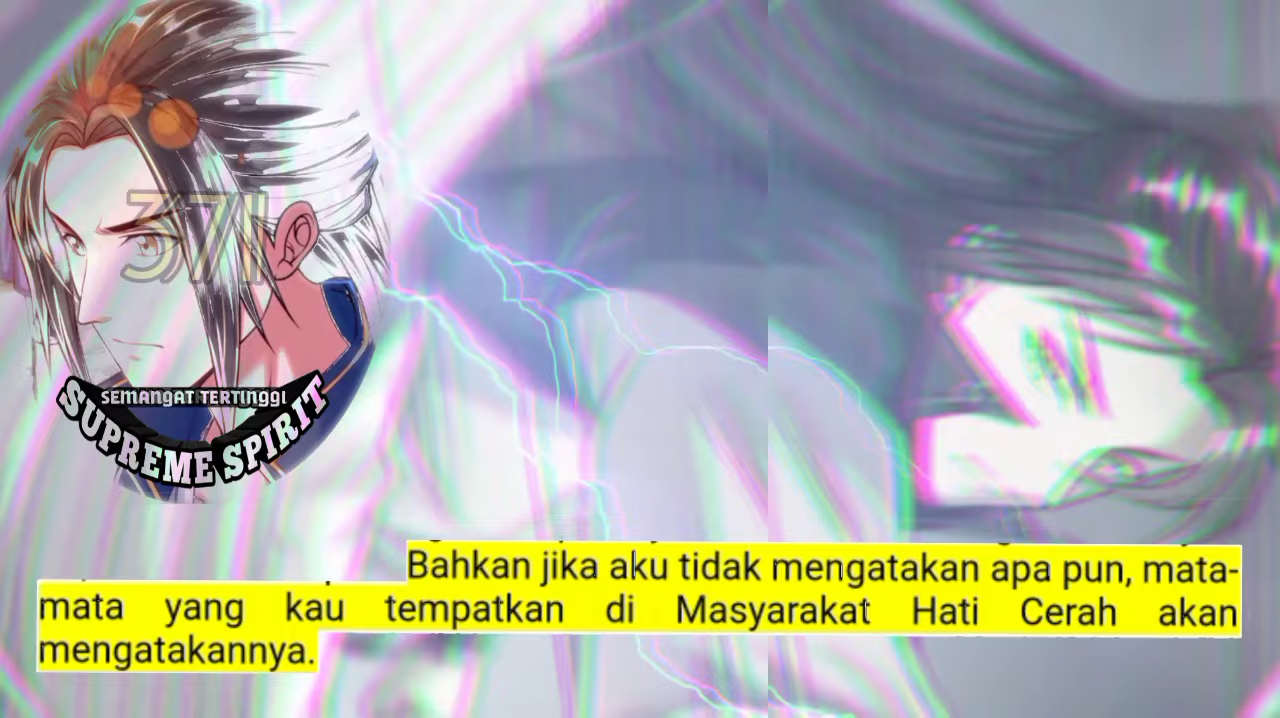 371
SEMANGAT TERTINGGI
SUPREME SPIRIT
Bahkan jika aku tidak mengatakan apa pun, mata-
mata yang kau tempatkan di Masyarakat Hati Cerah akan
mengatakannya.